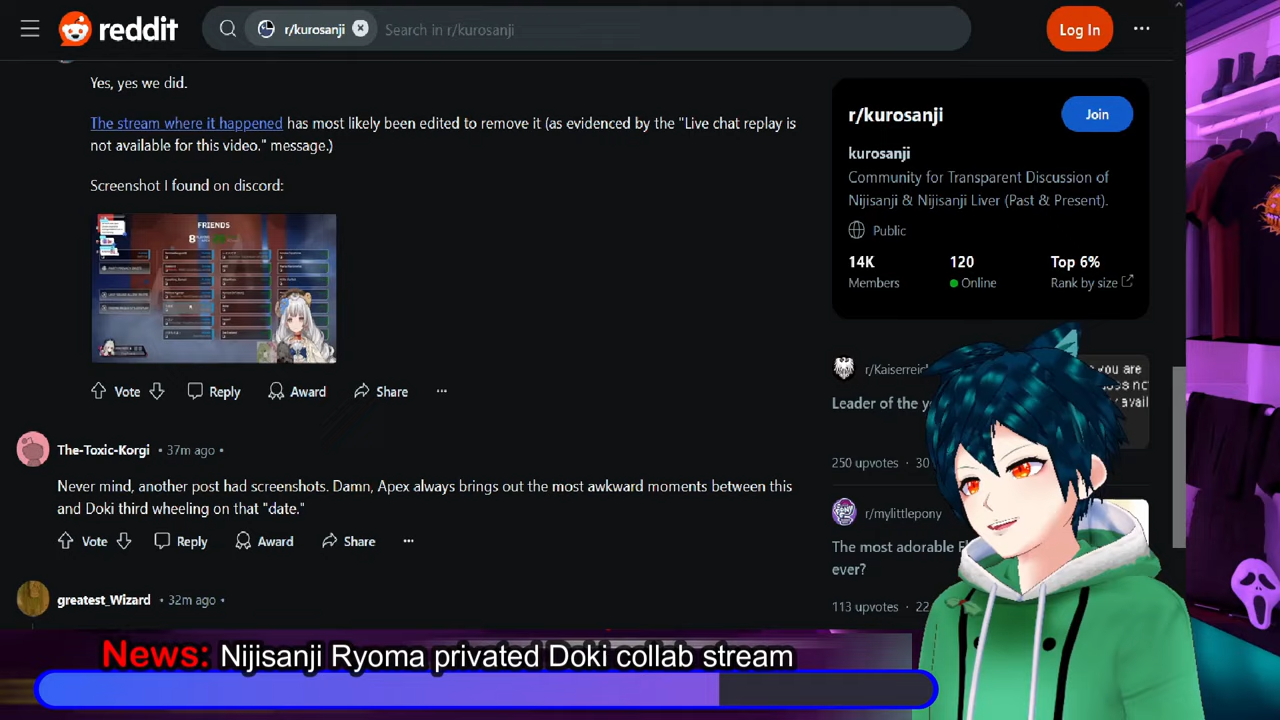 reddit
r/kurosanji
Search in r/kurosanji
Log In
Yes, yes we did.
The stream where it happened has most likely been edited to remove it (as evidenced by the "Live chat replay is
not available for this video." message.)
Screenshot I found on discord:
FRIENDS
Vote
Reply
Award
Share
The-Toxic-Korgi • 37m ago •
Never mind, another post had screenshots. Damn, Apex always brings out the most awkward moments between this
and Doki third wheeling on that "date."
Vote
Reply
Award
Share
greatest_Wizard • 32m ago •
r/kurosanji
Join
kurosanji
Community for Transparent Discussion of
Nijisanji & Nijisanji Liver (Past & Present).
Public
14K
120
Top 6%
Members
Online
Rank by size
r/Kaiserreich
you are
Leader of the
250 upvotes • 30
r/mylittlepony
The most adorable
ever?
113 upvotes • 22
News: Nijisanji Ryoma privated Doki collab stream